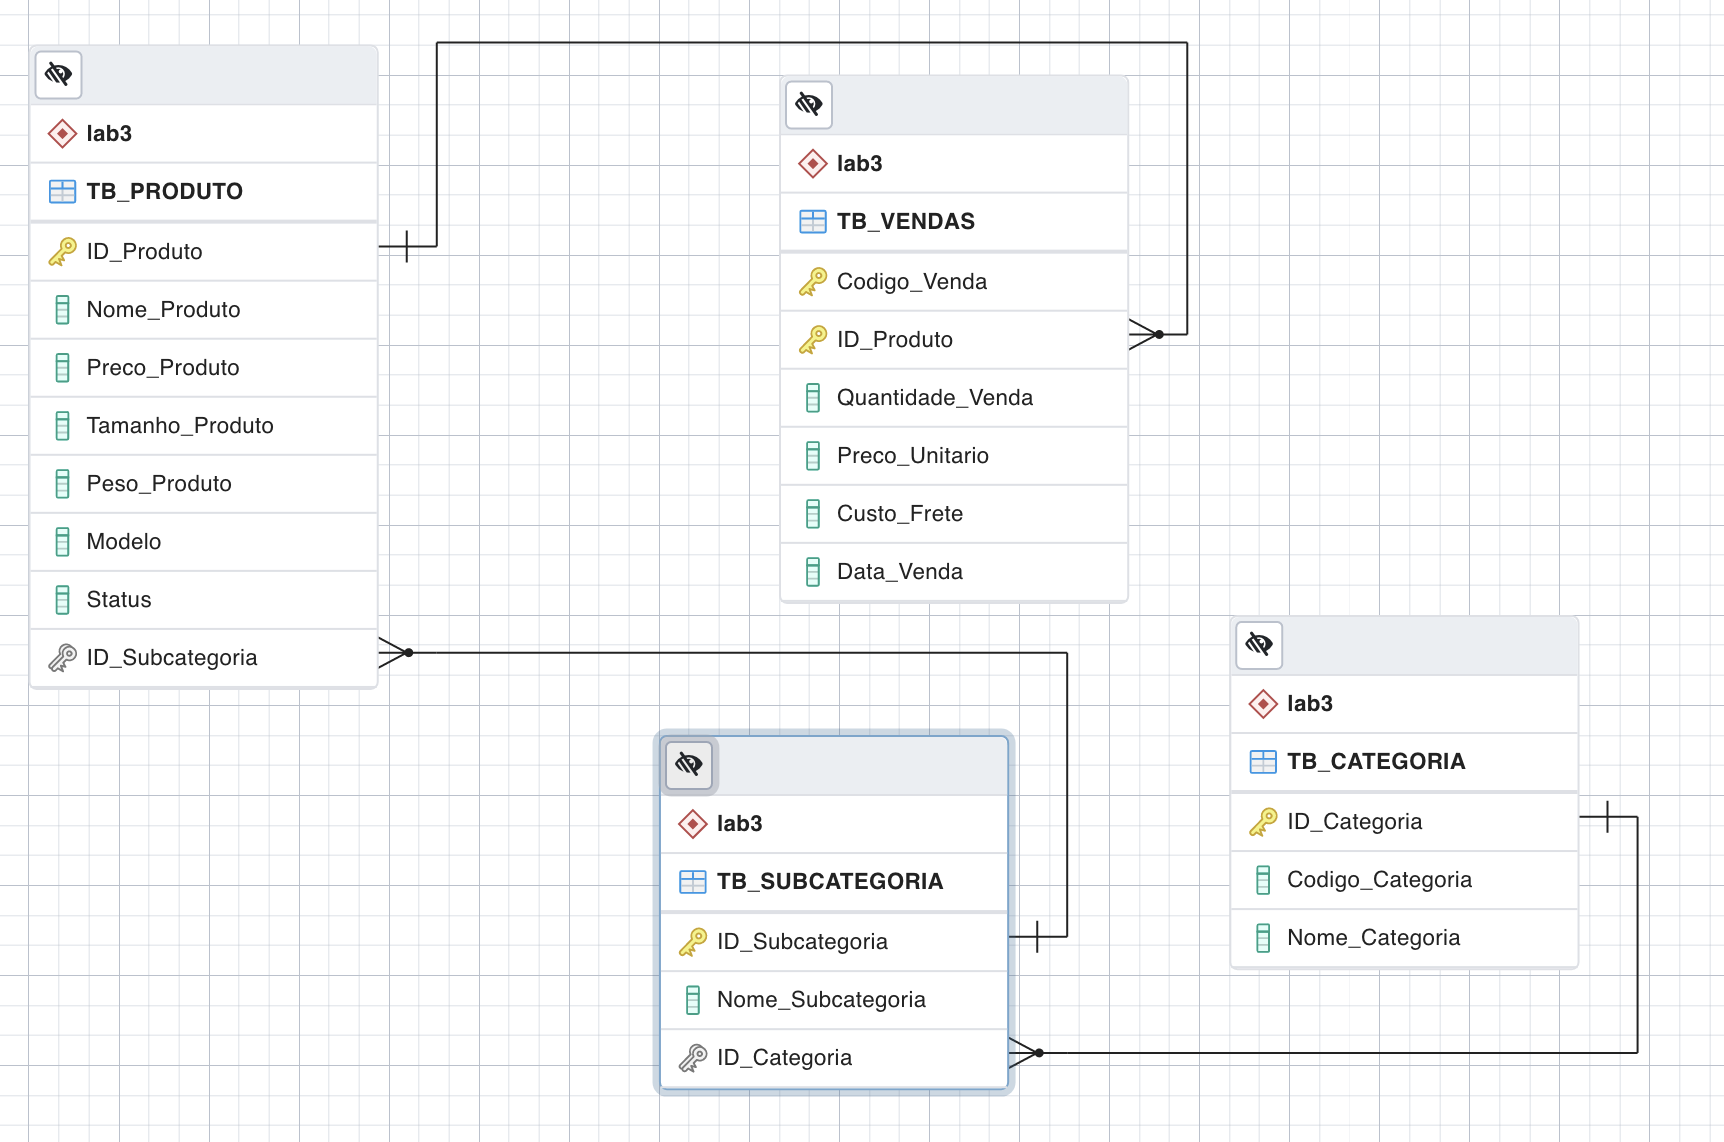 lab3
TB_PRODUTO
ID_Produto
Nome_Produto
Preco_Produto
Tamanho_Produto
Peso_Produto
Modelo
Status
ID_Subcategoria
lab3
TB_VENDAS
Codigo_Venda
ID_Produto
Quantidade_Venda
Preco_Unitario
Custo_Frete
Data_Venda
lab3
TB_SUBCATEGORIA
ID_Subcategoria
Nome_Subcategoria
ID_Categoria
lab3
TB_CATEGORIA
ID_Categoria
Codigo_Categoria
Nome_Categoria